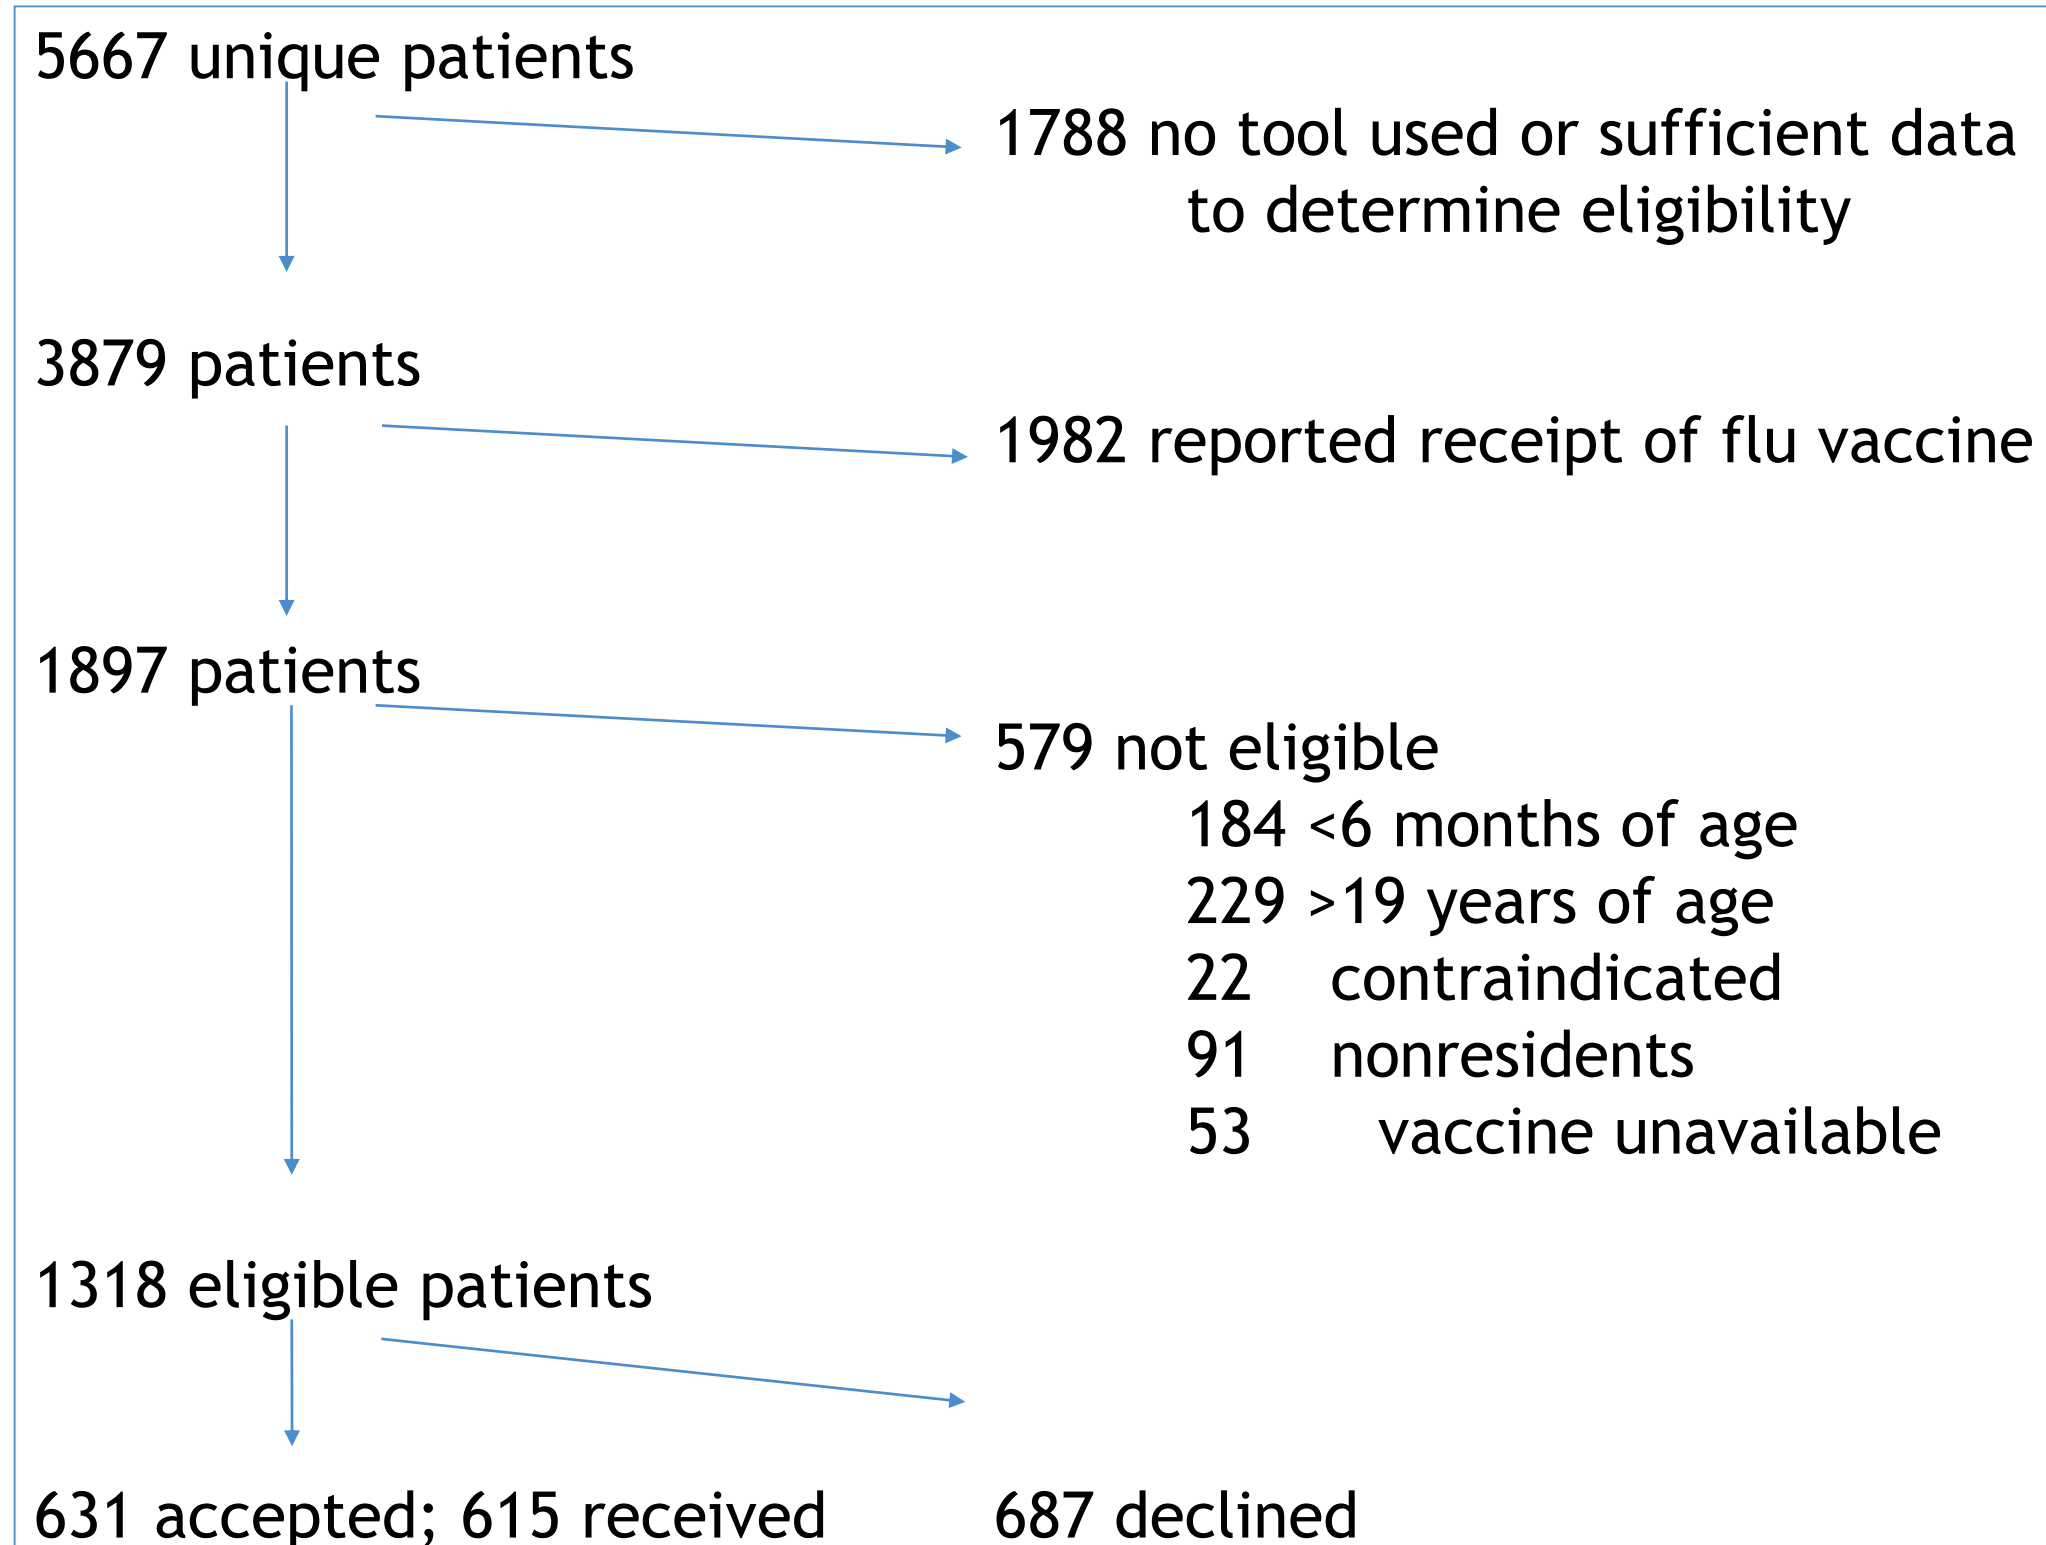 5667 unique patients
1788 no tool used or sufficient data
to determine eligibility
3879 patients
1982 reported receipt of flu vaccine
1897 patients
579 not eligible
184 <6 months of age
229 >19 years of age
22 contraindicated
91 nonresidents
53 vaccine unavailable
1318 eligible patients
631 accepted; 615 received
687 declined